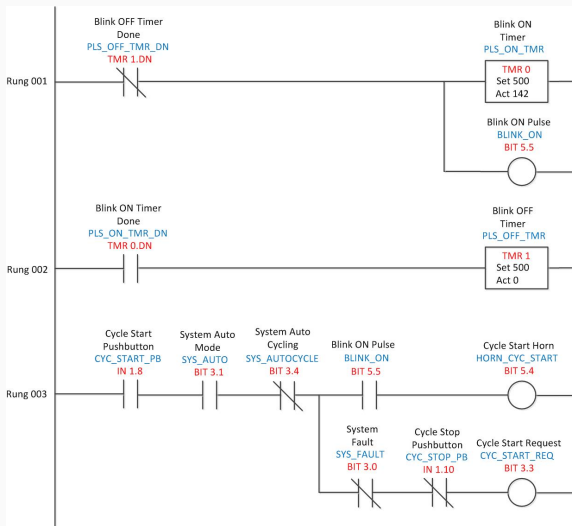 Blink OFF Timer
Done
PLS_OFF_TMR_DN
TMR 1.DN
Blink ON
Timer
PLS_ON_TMR
Rung 001
TMR 0
Set 500
Act 142
Blink ON Pulse
BLINK_ON
BIT 5.5
Blink ON Timer
Done
PLS_ON_TMR_DN
TMR 0.DN
Blink OFF
Timer
PLS_OFF_TMR
Rung 002
TMR 1
Set 500
Act 0
Cycle Start
Pushbutton
CYC_START_PB
IN 1.8
System Auto
Mode
SYS_AUTO
BIT 3.1
System Auto
Cycling
SYS_AUTOCYCLE
BIT 3.4
Blink ON Pulse
BLINK_ON
BIT 5.5
Cycle Start Horn
HORN_CYC_START
BIT 5.4
Rung 003
System
Fault
SYS_FAULT
BIT 3.0
Cycle Stop
Pushbutton
CYC_STOP_PB
IN 1.10
Cycle Start Request
CYC_START_REQ
BIT 3.3